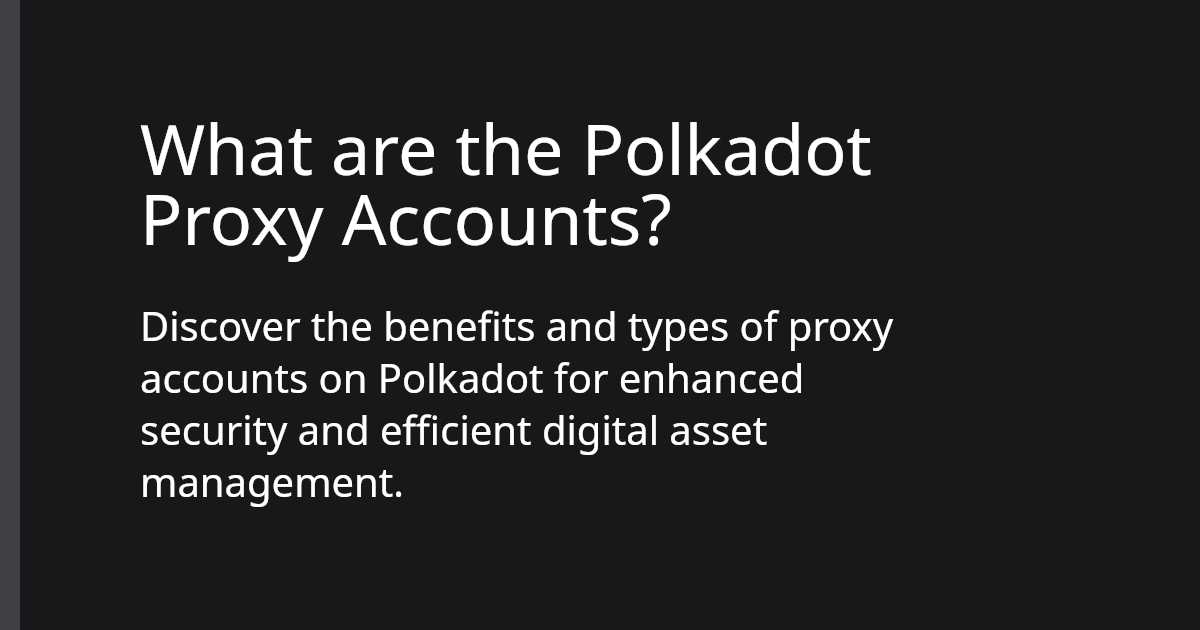 What are the Polkadot
Proxy Accounts?
Discover the benefits and types of proxy
accounts on Polkadot for enhanced
security and efficient digital asset
management.